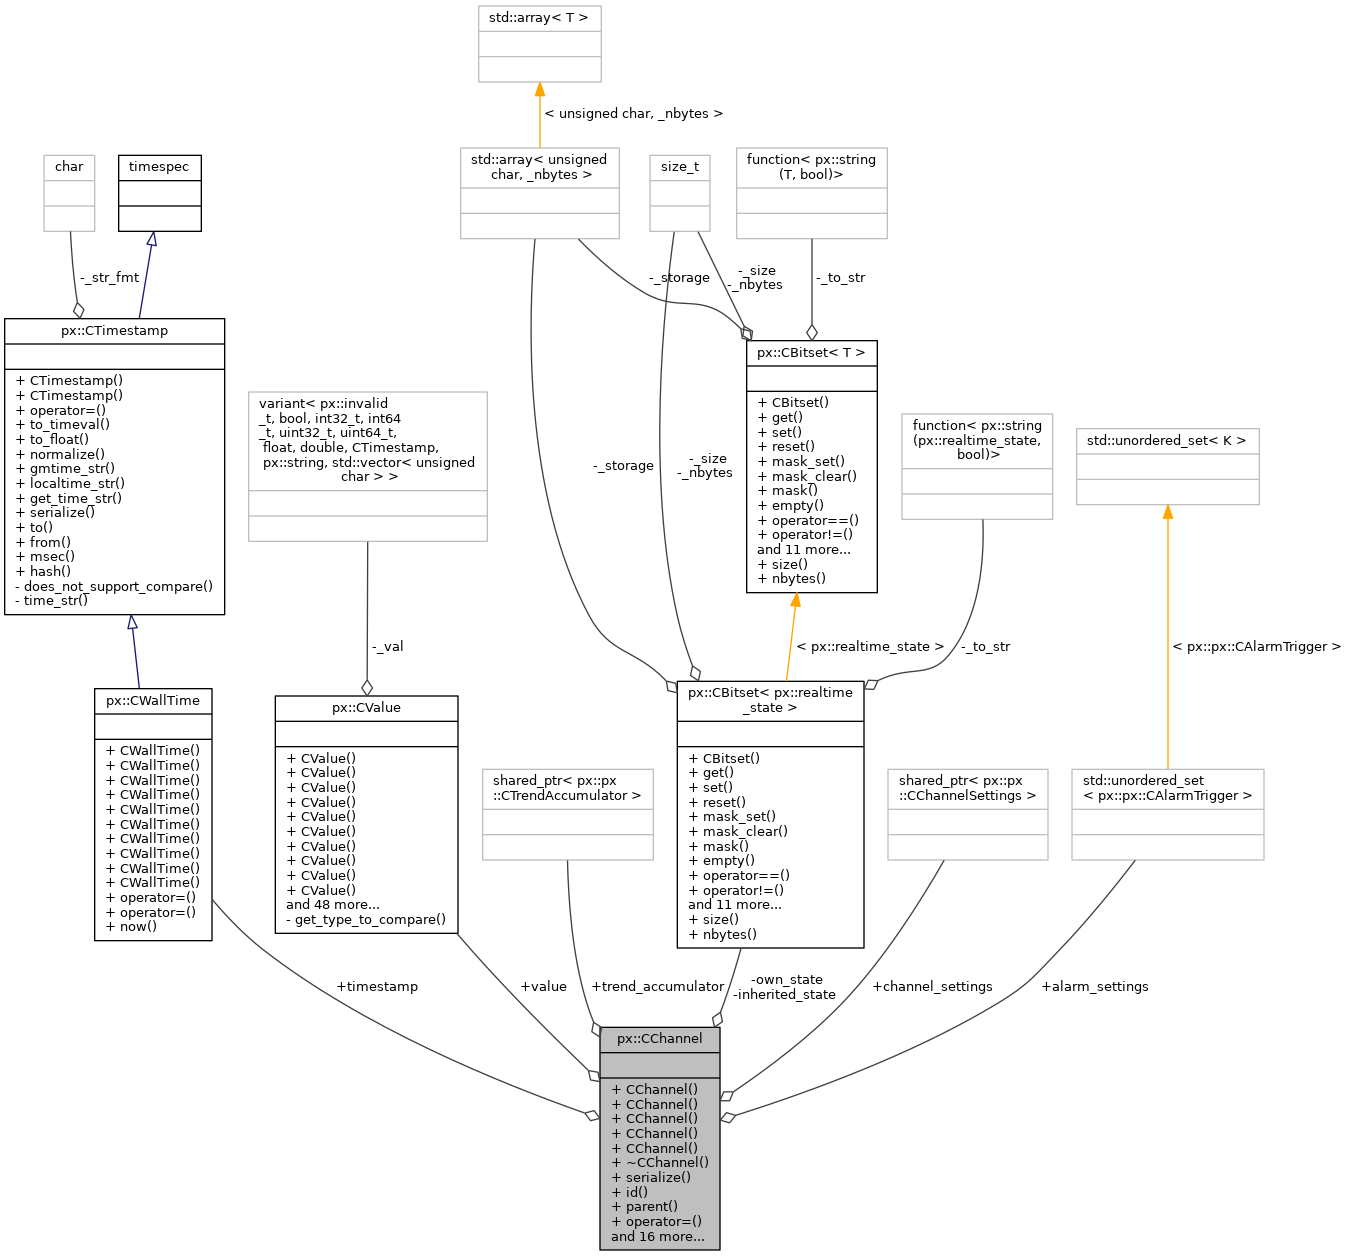 std::array< T >
< unsigned char, _nbytes >
char
timespec
std::array< unsigned
char, _nbytes >
size_t
function< px::string
(T, bool)>
-_str_fmt
-_storage
-_size
-_nbytes
-_to_str
px::CTimestamp
+ CTimestamp()
+ CTimestamp()
+ operator=()
+ to_timeval()
+ to_float()
+ normalize()
+ gmtime_str()
+ localtime_str()
+ get_time_str()
+ serialize()
+ to()
+ from()
+ msec()
+ hash()
- does_not_support_compare()
- time_str()
variant< px::invalid
_t, bool, int32_t, int64
_t, uint32_t, uint64_t,
float, double, CTimestamp,
px::string, std::vector< unsigned
char > >
-_storage
-_size
-_nbytes
px::CBitset< T >
+ CBitset()
+ get()
+ set()
+ reset()
+ mask_set()
+ mask_clear()
+ mask()
+ empty()
+ operator==()
+ operator!=()
and 11 more...
+ size()
+ nbytes()
function< px::string
(px::realtime_state,
bool)>
std::unordered_set< K >
-_val
< px::realtime_state >
-_to_str
< px::px::CAlarmTrigger >
px::CWallTime
+ CWallTime()
+ CWallTime()
+ CWallTime()
+ CWallTime()
+ CWallTime()
+ CWallTime()
+ CWallTime()
+ CWallTime()
+ CWallTime()
+ CWallTime()
+ operator=()
+ operator=()
+ now()
px::CValue
+ CValue()
+ CValue()
+ CValue()
+ CValue()
+ CValue()
+ CValue()
+ CValue()
+ CValue()
+ CValue()
+ CValue()
and 48 more...
- get_type_to_compare()
shared_ptr< px::px
::CTrendAccumulator >
px::CBitset< px::realtime
_state >
+ CBitset()
+ get()
+ set()
+ reset()
+ mask_set()
+ mask_clear()
+ mask()
+ empty()
+ operator==()
+ operator!=()
and 11 more...
+ size()
+ nbytes()
shared_ptr< px::px
::CChannelSettings >
std::unordered_set
< px::px::CAlarmTrigger >
+timestamp
+value
+trend_accumulator
-own_state
-inherited_state
+channel_settings
+alarm_settings
px::CChannel
+ CChannel()
+ CChannel()
+ CChannel()
+ CChannel()
+ CChannel()
+ ~CChannel()
+ serialize()
+ id()
+ parent()
+ operator=()
and 16 more...